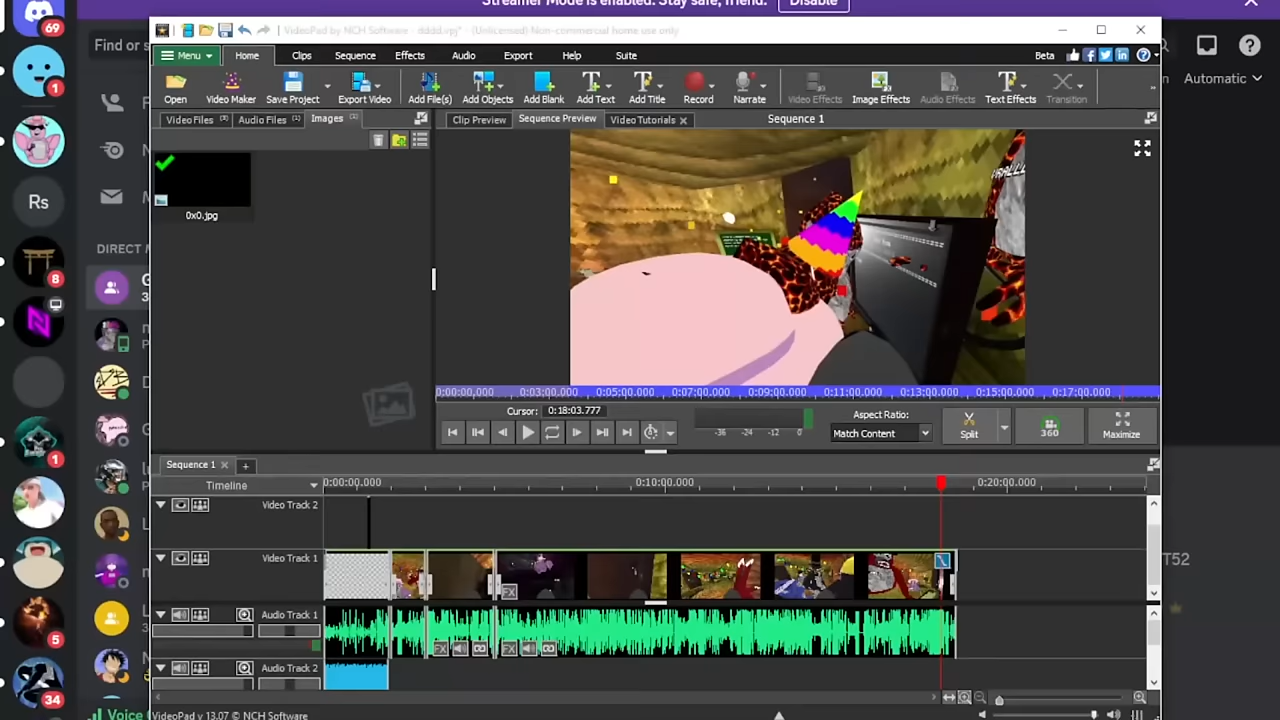 Streamer Mode is enabled. Stay safe, friend.
Disable
69
Find or s
Automatic
VideoPad by NCH Software - dddd.vpj* - (Unlicensed) Non-commercial home use only
Menu
Home
Clips
Sequence
Effects
Audio
Export
Help
Suite
Beta
Open
Video Maker
Save Project
Export Video
Add File(s)
Add Objects
Add Blank
Add Text
Add Title
Record
Narrate
Video Effects
Image Effects
Audio Effects
Text Effects
Transition
Video Files
Audio Files
Images
Clip Preview
Sequence Preview
Video Tutorials
Sequence 1
0x0.jpg
1
Rs
8
DIRECT M
0:00:00.000
0:03:00.000
0:05:00.000
0:07:00.000
0:09:00.000
0:11:00.000
0:13:00.000
0:15:00.000
0:17:00.000
Cursor: 0:18:03.777
-36 -24 -12 0
Aspect Ratio:
Match Content
Split
360
Maximize
1
Sequence 1
Timeline
0:00:00.000
0:10:00.000
0:20:00.000
Video Track 2
Video Track 1
FX
T52
Audio Track 1
FX
FX
5
Audio Track 2
34
Voice
VideoPad v 13.07 © NCH Software